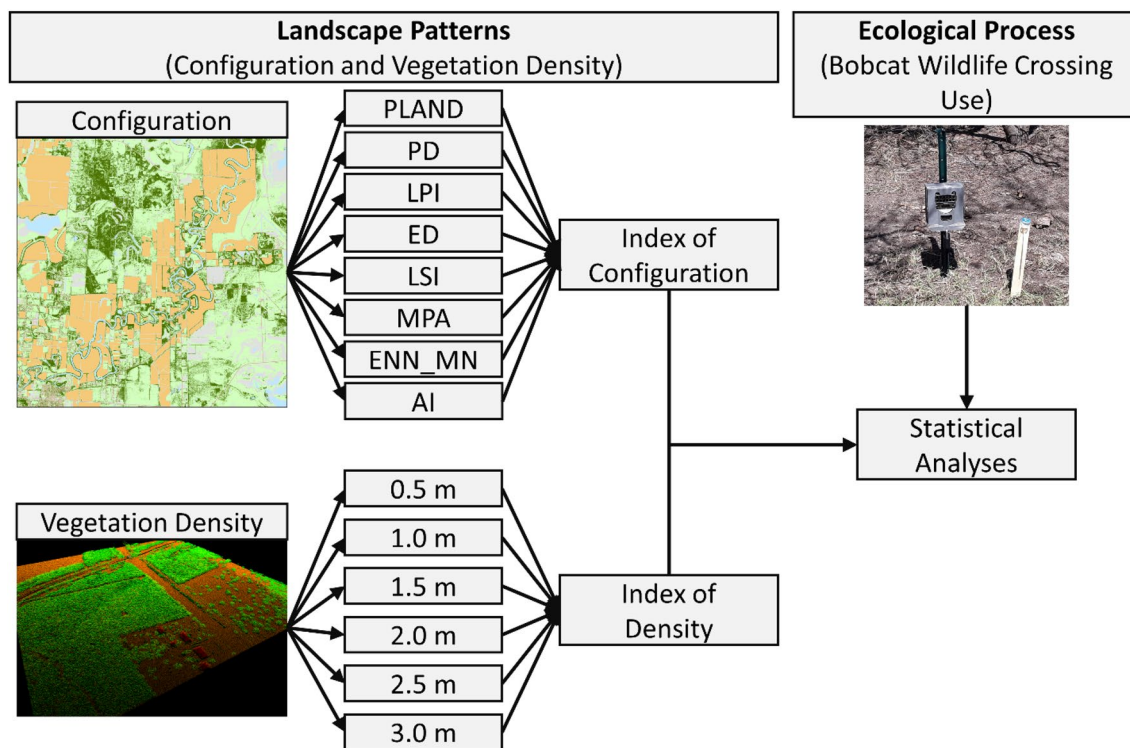 Landscape Patterns
(Configuration and Vegetation Density)
Ecological Process
(Bobcat Wildlife Crossing
Use)
Configuration
PLAND
PD
LPI
ED
LSI
MPA
ENN_MN
AI
Index of
Configuration
Statistical
Analyses
Vegetation Density
0.5 m
1.0 m
1.5 m
2.0 m
2.5 m
3.0 m
Index of
Density